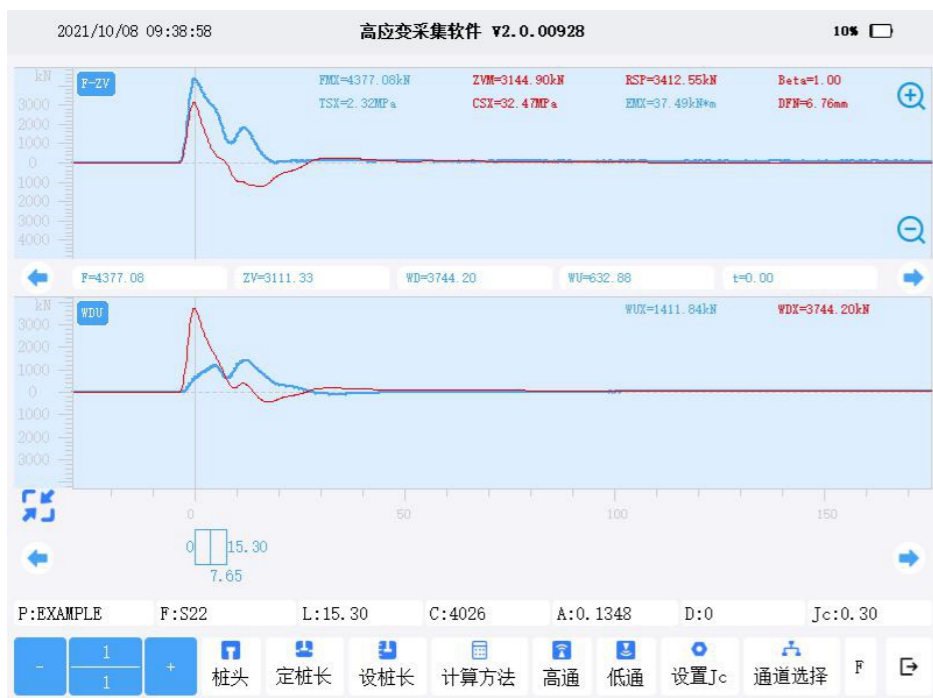 2021/10/08 09:38:58 高应变采集软件 V2.0.00928 10%
kN F-ZV FMX=4377.08kN ZVM=3144.90kN RSP=3412.55kN Beta=1.00
3000 TSX=2.32MPa CSX=32.47MPa EMX=37.49kN*m DFN=6.76mm
2000
1000
0
1000
2000
3000
4000
F=4377.08 ZV=3111.33 WD=3744.20 WU=632.88 t=0.00
kN WDU WUX=1411.84kN WDX=3744.20kN
3000
2000
1000
0
1000
2000
3000
0 50 100 150
0 15.30
7.65
P:EXAMPLE F:S22 L:15.30 C:4026 A:0.1348 D:0 Jc:0.30
- 1 + 桩头 定桩长 设桩长 计算方法 高通 低通 设置Jc 通道选择 F
1